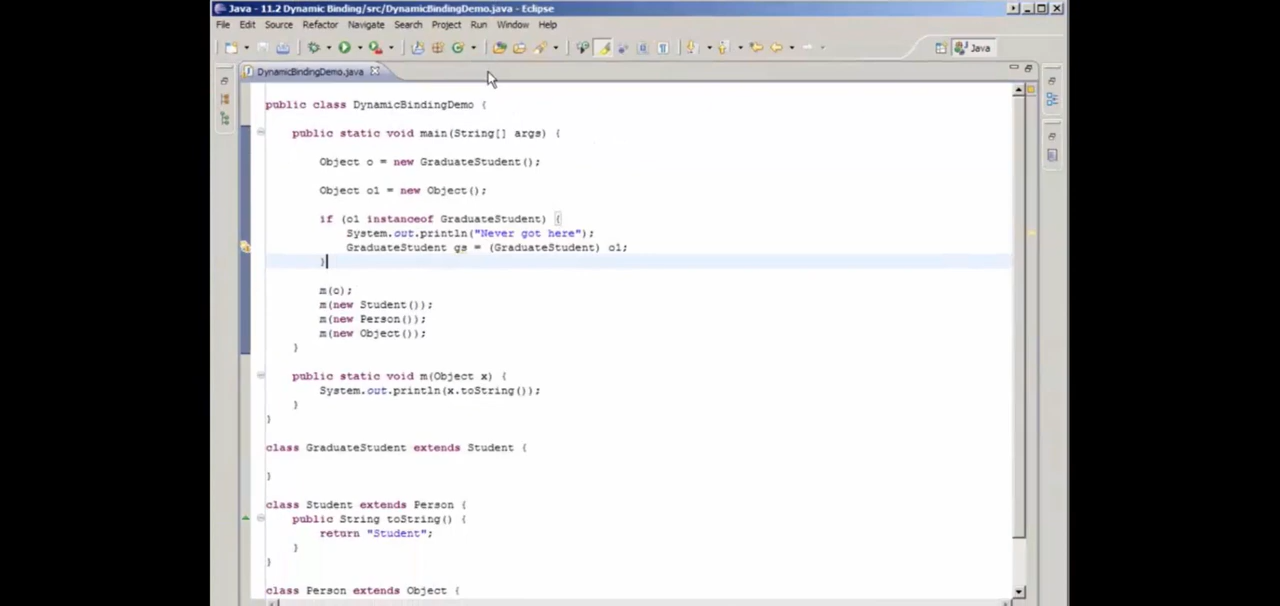 Java - 11.2 Dynamic Binding/src/DynamicBindingDemo.java - Eclipse
File Edit Source Refactor Navigate Search Project Run Window Help
Java
DynamicBindingDemo.java
public class DynamicBindingDemo {
public static void main(String[] args) {
Object o = new GraduateStudent();
Object o1 = new Object();
if (o1 instanceof GraduateStudent) {
System.out.println("Never got here");
GraduateStudent gs = (GraduateStudent) o1;
}
m(o);
m(new Student());
m(new Person());
m(new Object());
}
public static void m(Object x) {
System.out.println(x.toString());
}
}
class GraduateStudent extends Student {
}
class Student extends Person {
public String toString() {
return "Student";
}
}
class Person extends Object {